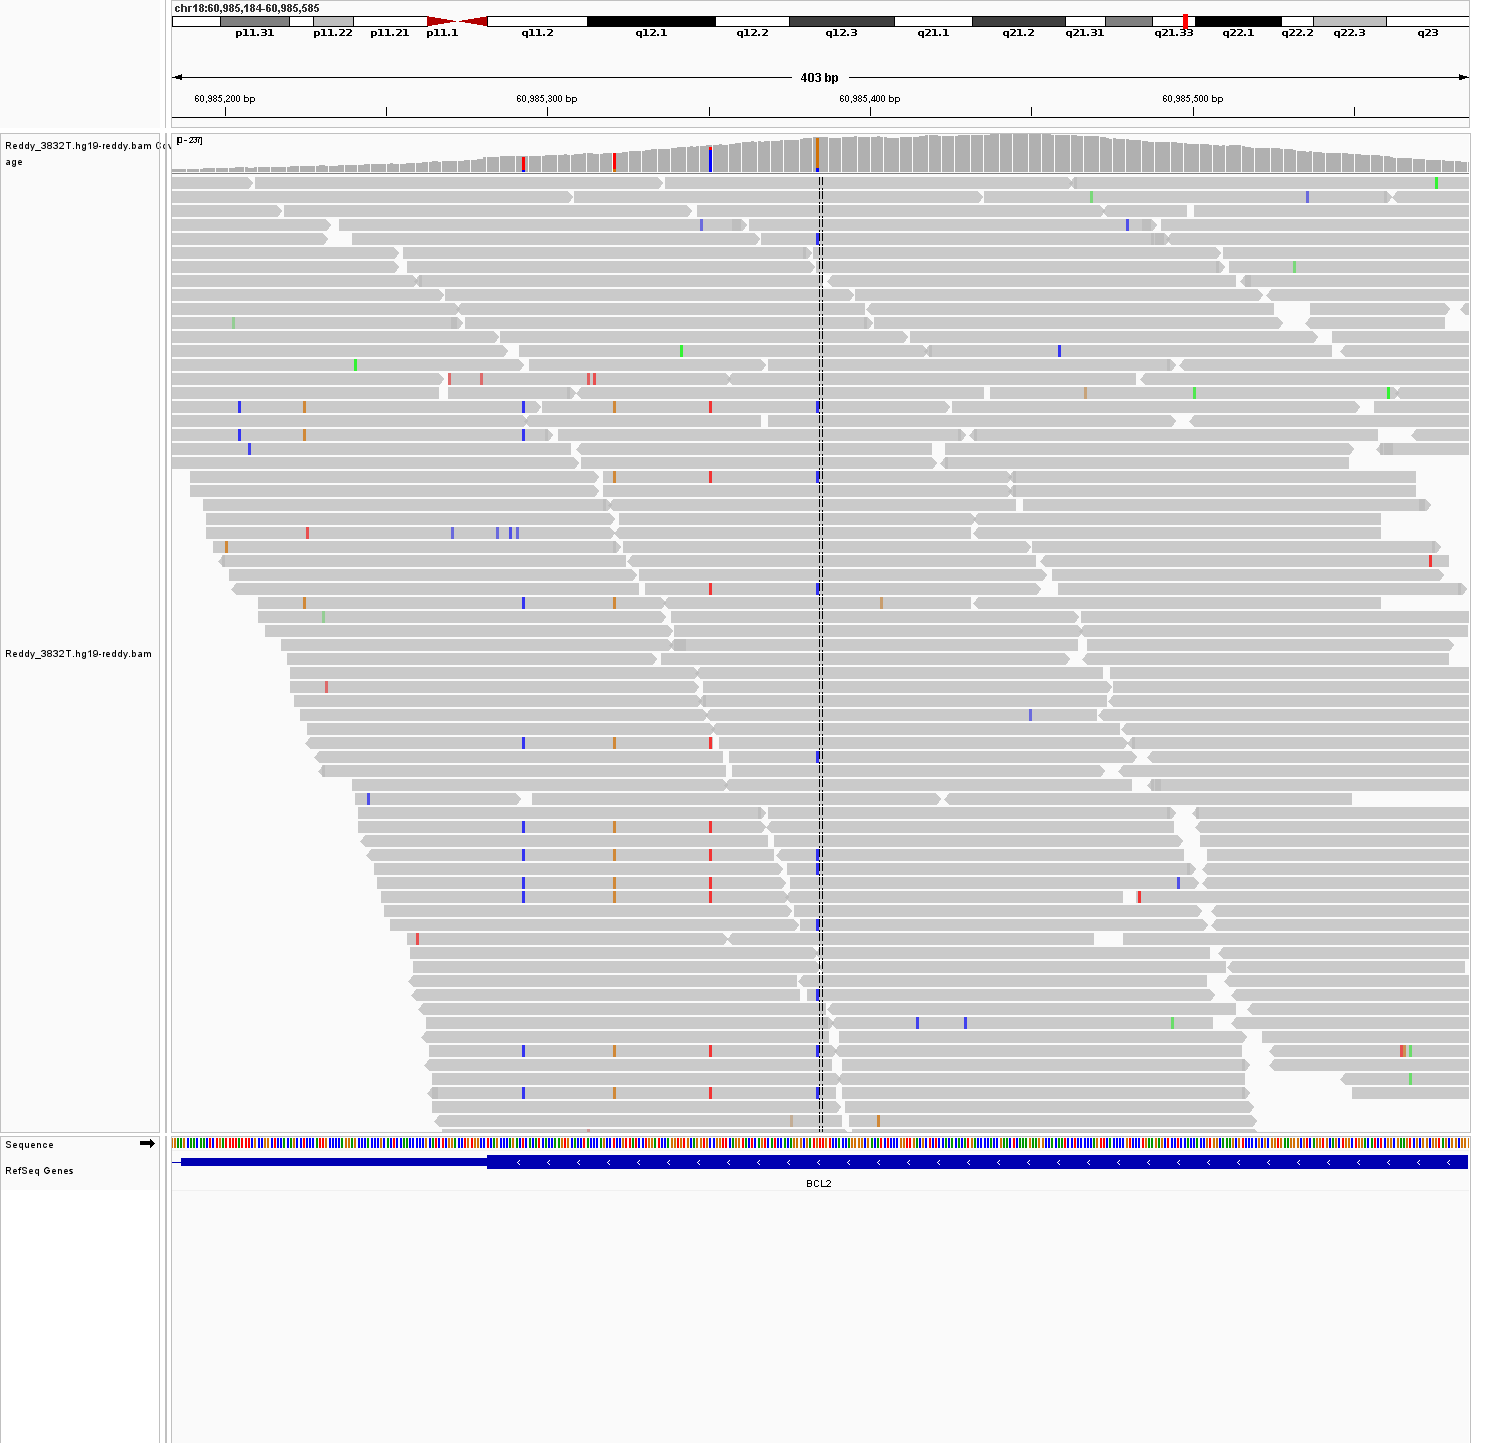 chr18:60,985,184-60,985,585
p11.31 p11.22 p11.21 p11.1 q11.2 q12.1 q12.2 q12.3 q21.1 q21.2 q21.31 q21.33 q22.1 q22.2 q22.3 q23
403 bp
60,985,200 bp 60,985,300 bp 60,985,400 bp 60,985,500 bp
Reddy_3832T.hg19-reddy.bam Cov
age
[0 - 237]
Reddy_3832T.hg19-reddy.bam
Sequence
RefSeq Genes
BCL2